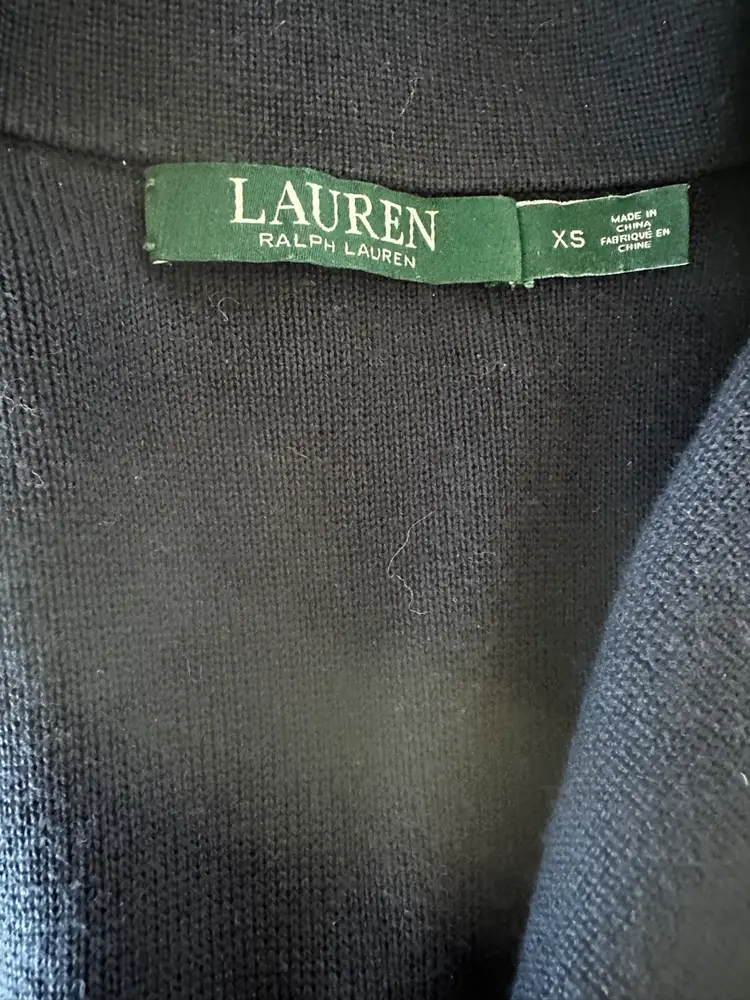 LAUREN
RALPH LAUREN
XS
MADE IN
CHINA
FABRIQUÉ EN
CHINE